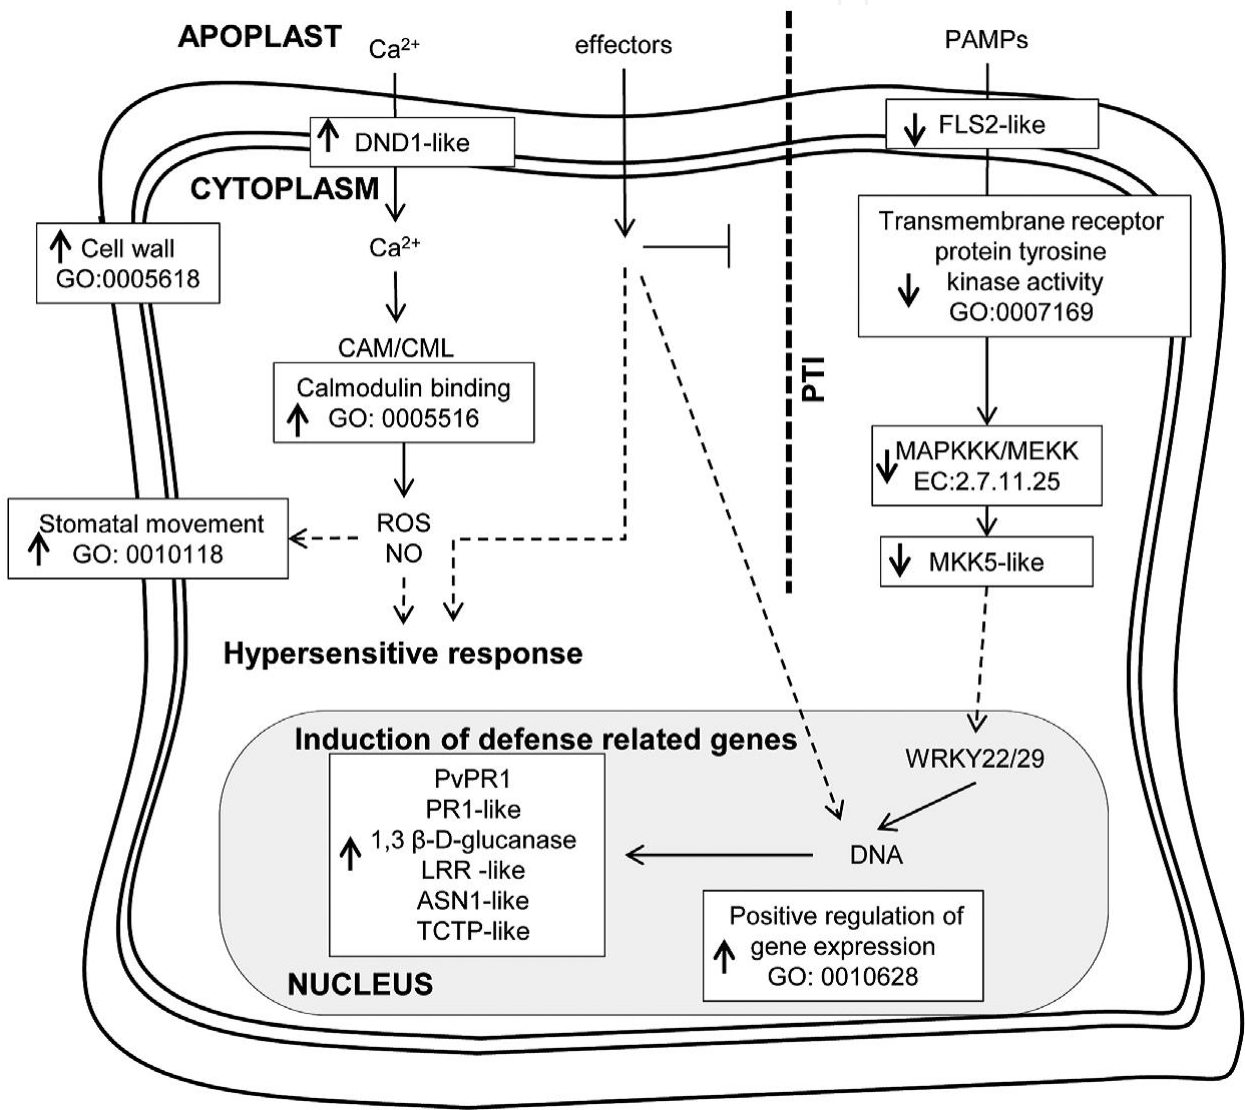 APOPLAST
Ca²⁺
effectors
PAMPs
DND1-like
FLS2-like
CYTOPLASM
Cell wall
GO:0005618
Ca²⁺
Transmembrane receptor
protein tyrosine
kinase activity
GO:0007169
CAM/CML
Calmodulin binding
GO: 0005516
PTI
MAPKKK/MEKK
EC:2.7.11.25
Stomatal movement
GO: 0010118
ROS
NO
MKK5-like
Hypersensitive response
Induction of defense related genes
PvPR1
PR1-like
1,3 β-D-glucanase
LRR -like
ASN1-like
TCTP-like
WRKY22/29
DNA
Positive regulation of
gene expression
GO: 0010628
NUCLEUS